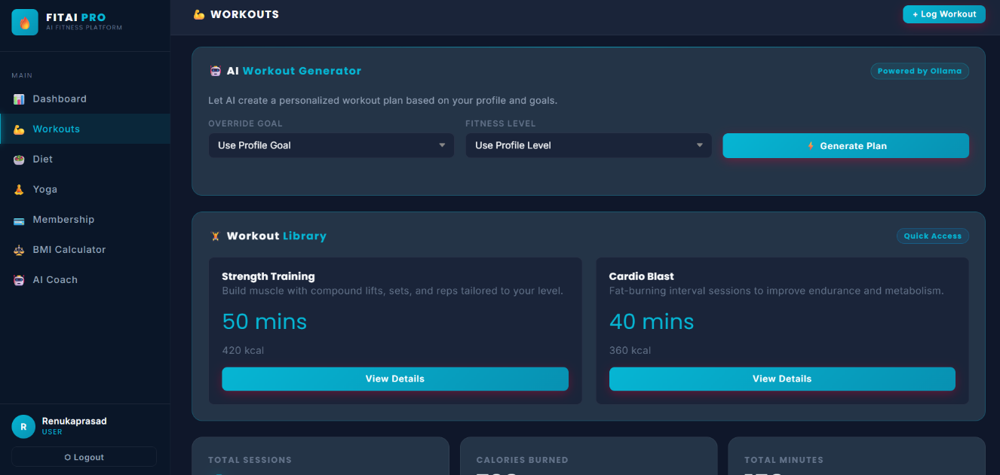 FITAI PRO
AI FITNESS PLATFORM
MAIN
Dashboard
Workouts
Diet
Yoga
Membership
BMI Calculator
AI Coach
Renukaprasad
R
USER
Logout
WORKOUTS
+ Log Workout
AI Workout Generator
Powered by Ollama
Let AI create a personalized workout plan based on your profile and goals.
OVERRIDE GOAL
FITNESS LEVEL
Use Profile Goal
Use Profile Level
Generate Plan
Workout Library
Quick Access
Strength Training
Build muscle with compound lifts, sets, and reps tailored to your level.
50 mins
420 kcal
View Details
Cardio Blast
Fat-burning interval sessions to improve endurance and metabolism.
40 mins
360 kcal
View Details
TOTAL SESSIONS
CALORIES BURNED
TOTAL MINUTES